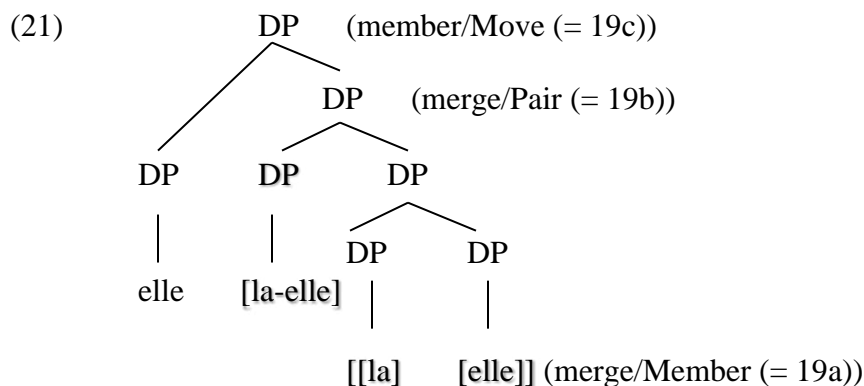 (21) DP (member/Move (= 19c))
DP (merge/Pair (= 19b))
DP DP DP
DP DP
elle [la-elle]
[[la] [elle]] (merge/Member (= 19a))